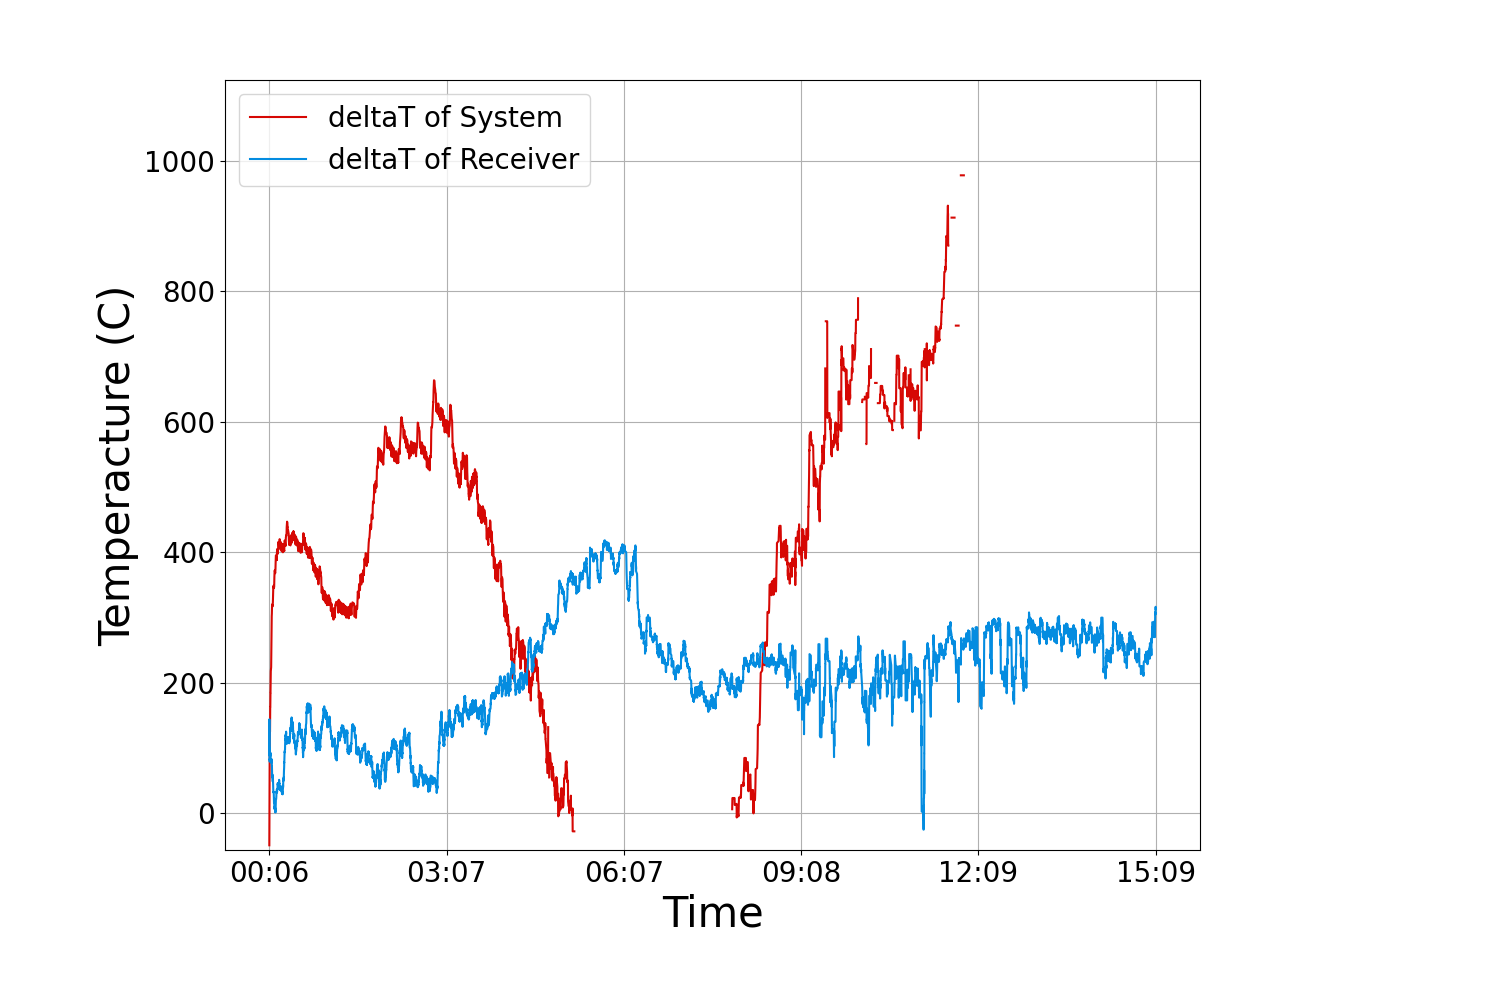 deltaT of System
deltaT of Receiver
Temperacture (C)
1000
800
600
400
200
0
00:06 03:07 06:07 09:08 12:09 15:09
Time